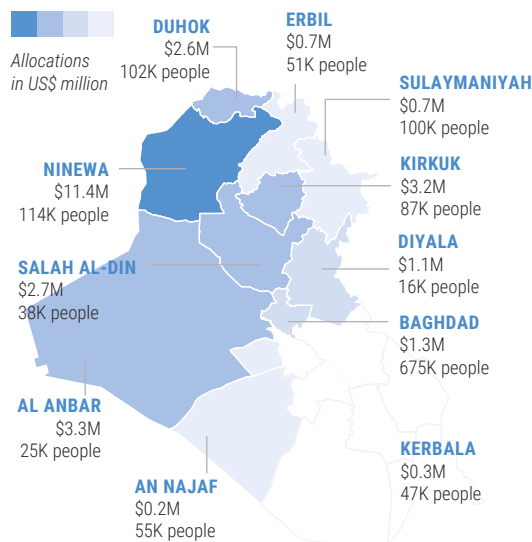 Allocations
in US$ million
DUHOK
$2.6M
102K people
ERBIL
$0.7M
51K people
SULAYMANIYAH
$0.7M
100K people
NINEWA
$11.4M
114K people
KIRKUK
$3.2M
87K people
DIYALA
$1.1M
16K people
SALAH AL-DIN
$2.7M
38K people
BAGHDAD
$1.3M
675K people
AL ANBAR
$3.3M
25K people
KERBALA
$0.3M
47K people
AN NAJAF
$0.2M
55K people